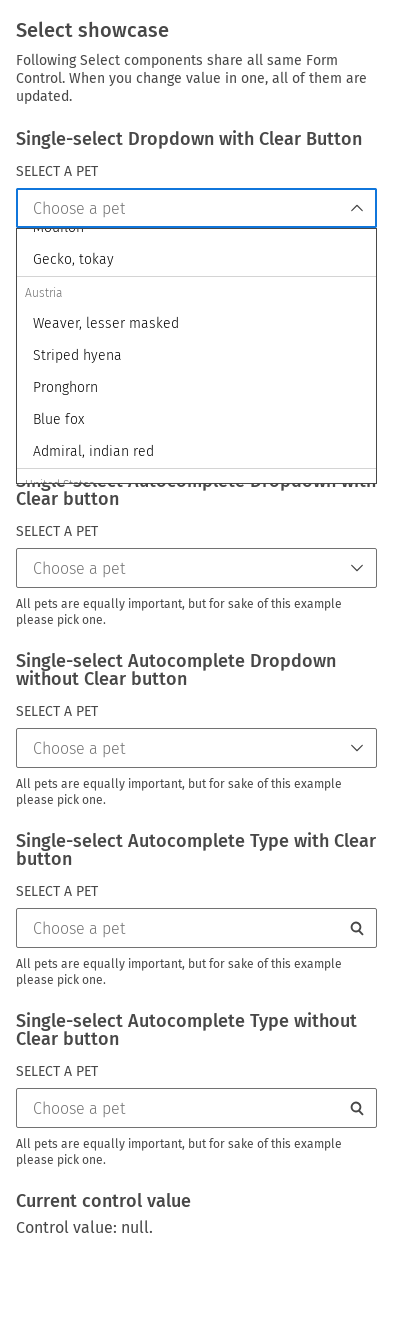 Select showcase
Following Select components share all same Form
Control. When you change value in one, all of them are
updated.
Single-select Dropdown with Clear Button
SELECT A PET
Choose a pet
Gecko, tokay
Austria
Weaver, lesser masked
Striped hyena
Pronghorn
Blue fox
Admiral, indian red
Single-select Autocomplete Dropdown with
Clear button
SELECT A PET
Choose a pet
All pets are equally important, but for sake of this example
please pick one.
Single-select Autocomplete Dropdown
without Clear button
SELECT A PET
Choose a pet
All pets are equally important, but for sake of this example
please pick one.
Single-select Autocomplete Type with Clear
button
SELECT A PET
Choose a pet
All pets are equally important, but for sake of this example
please pick one.
Single-select Autocomplete Type without
Clear button
SELECT A PET
Choose a pet
All pets are equally important, but for sake of this example
please pick one.
Current control value
Control value: null.